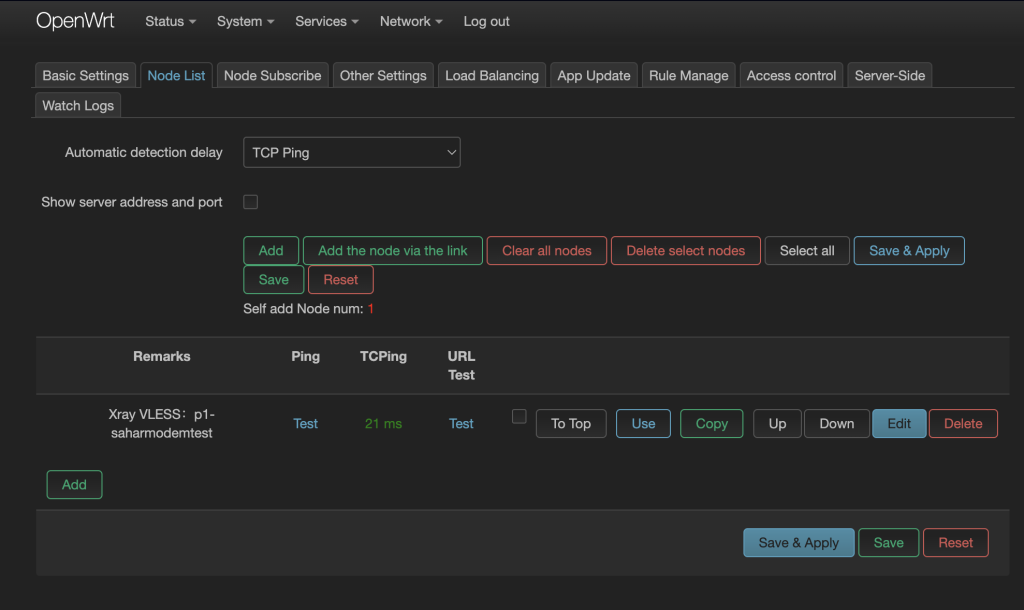 OpenWrt Status System Services Network Log out
Basic Settings Node List Node Subscribe Other Settings Load Balancing App Update Rule Manage Access control Server-Side
Watch Logs
Automatic detection delay TCP Ping
Show server address and port
Add Add the node via the link Clear all nodes Delete select nodes Select all Save & Apply
Save Reset
Self add Node num: 1
Remarks Ping TCPing URL
Test
Xray VLESS：p1-
saharmodemtest Test 21 ms Test To Top Use Copy Up Down Edit Delete
Add
Save & Apply Save Reset